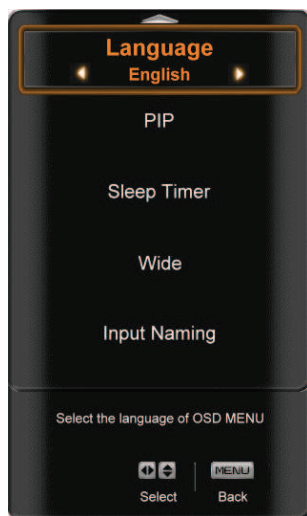 Language
English
PIP
Sleep Timer
Wide
Input Naming
Select the language of OSD MENU
MENU
Select Back